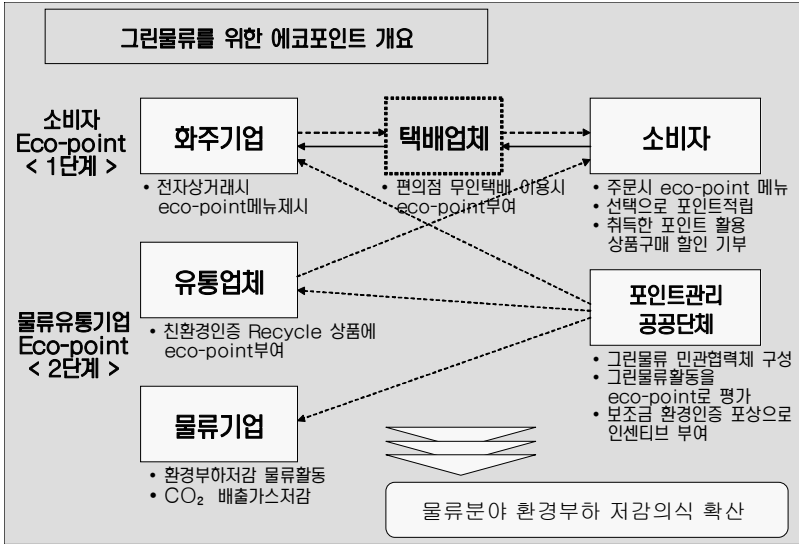 그린물류를 위한 에코포인트 개요
소비자
Eco-point
< 1단계 >
화주기업
택배업체
소비자
• 전자상거래시
eco-point메뉴제시
• 편의점 무인택배 이용시
eco-point부여
• 주문시 eco-point 메뉴
• 선택으로 포인트적립
• 취득한 포인트 활용
상품구매 할인 기부
물류유통기업
Eco-point
< 2단계 >
유통업체
• 친환경인증 Recycle 상품에
eco-point부여
포인트관리
공공단체
• 그린물류 민관협력체 구성
• 그린물류활동을
eco-point로 평가
• 보조금 환경인증 포상으로
인센티브 부여
물류기업
• 환경부하저감 물류활동
• CO₂ 배출가스저감
물류분야 환경부하 저감의식 확산